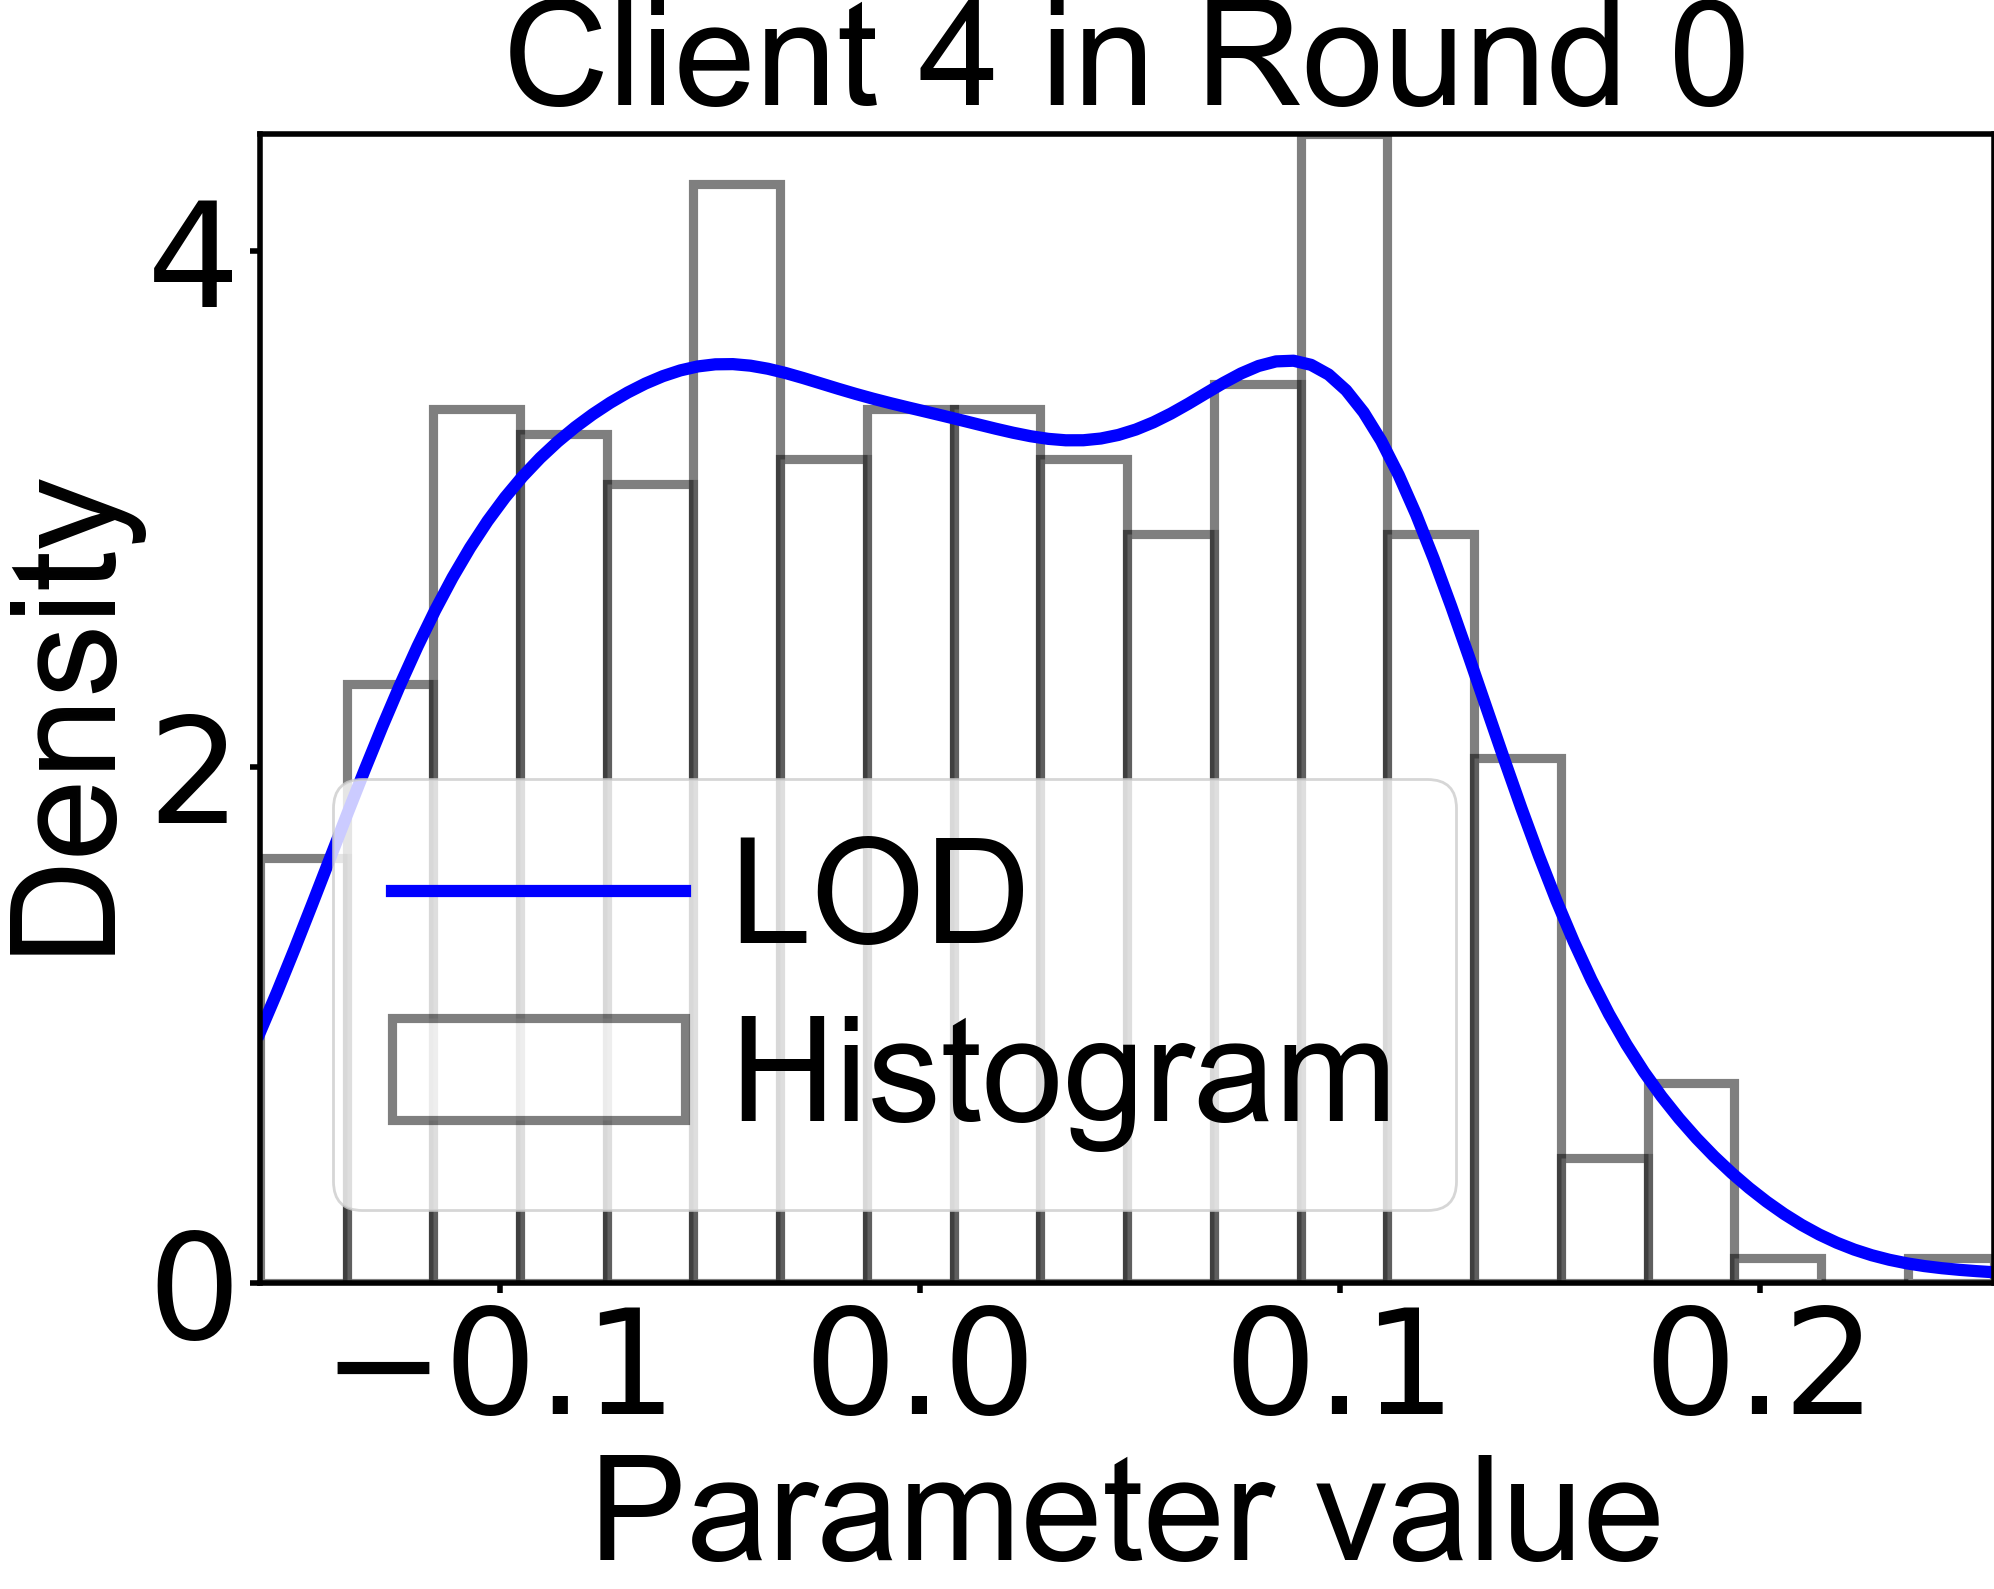 Client 4 in Round 0
Density
4
2
0
LOD
Histogram
−0.1 0.0 0.1 0.2
Parameter value